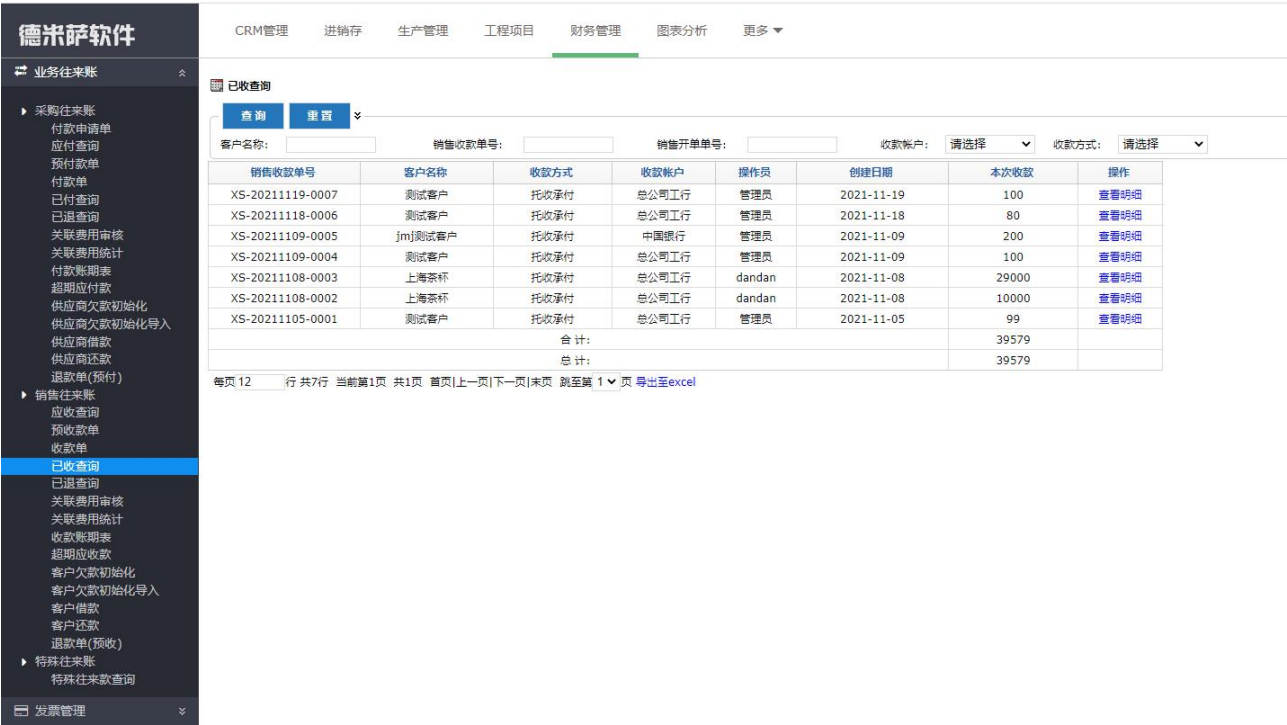 德米萨软件
CRM管理 进销存 生产管理 工程项目 财务管理 图表分析 更多
业务往来账
采购往来账
付款申请单
应付查询
预付款单
付款单
已付查询
已退查询
关联费用审核
关联费用统计
付款账期表
超期应付款
供应商欠款初始化
供应商欠款初始化导入
供应商借款
供应商还款
退款单(预付)
销售往来账
应收查询
预收款单
收款单
已收查询
已退查询
关联费用审核
关联费用统计
收款账期表
超期应收款
客户欠款初始化
客户欠款初始化导入
客户借款
客户还款
退款单(预收)
特殊往来账
特殊往来款查询
发票管理
已收查询
查询 重置
客户名称: 销售收款单号: 销售开单单号: 收款帐户: 请选择 收款方式: 请选择
销售收款单号 客户名称 收款方式 收款帐户 操作员 创建日期 本次收款 操作
XS-20211119-0007 测试客户 托收承付 总公司工行 管理员 2021-11-19 100 查看明细
XS-20211118-0006 测试客户 托收承付 总公司工行 管理员 2021-11-18 80 查看明细
XS-20211109-0005 jmj测试客户 托收承付 中国银行 管理员 2021-11-09 200 查看明细
XS-20211109-0004 测试客户 托收承付 总公司工行 管理员 2021-11-09 100 查看明细
XS-20211108-0003 上海茶杯 托收承付 总公司工行 dandan 2021-11-08 29000 查看明细
XS-20211108-0002 上海茶杯 托收承付 总公司工行 dandan 2021-11-08 10000 查看明细
XS-20211105-0001 测试客户 托收承付 总公司工行 管理员 2021-11-05 99 查看明细
合 计: 39579
总 计: 39579
每页 12 行 共7行 当前第1页 共1页 首页|上一页|下一页|末页 跳至第 1 页 导出至excel